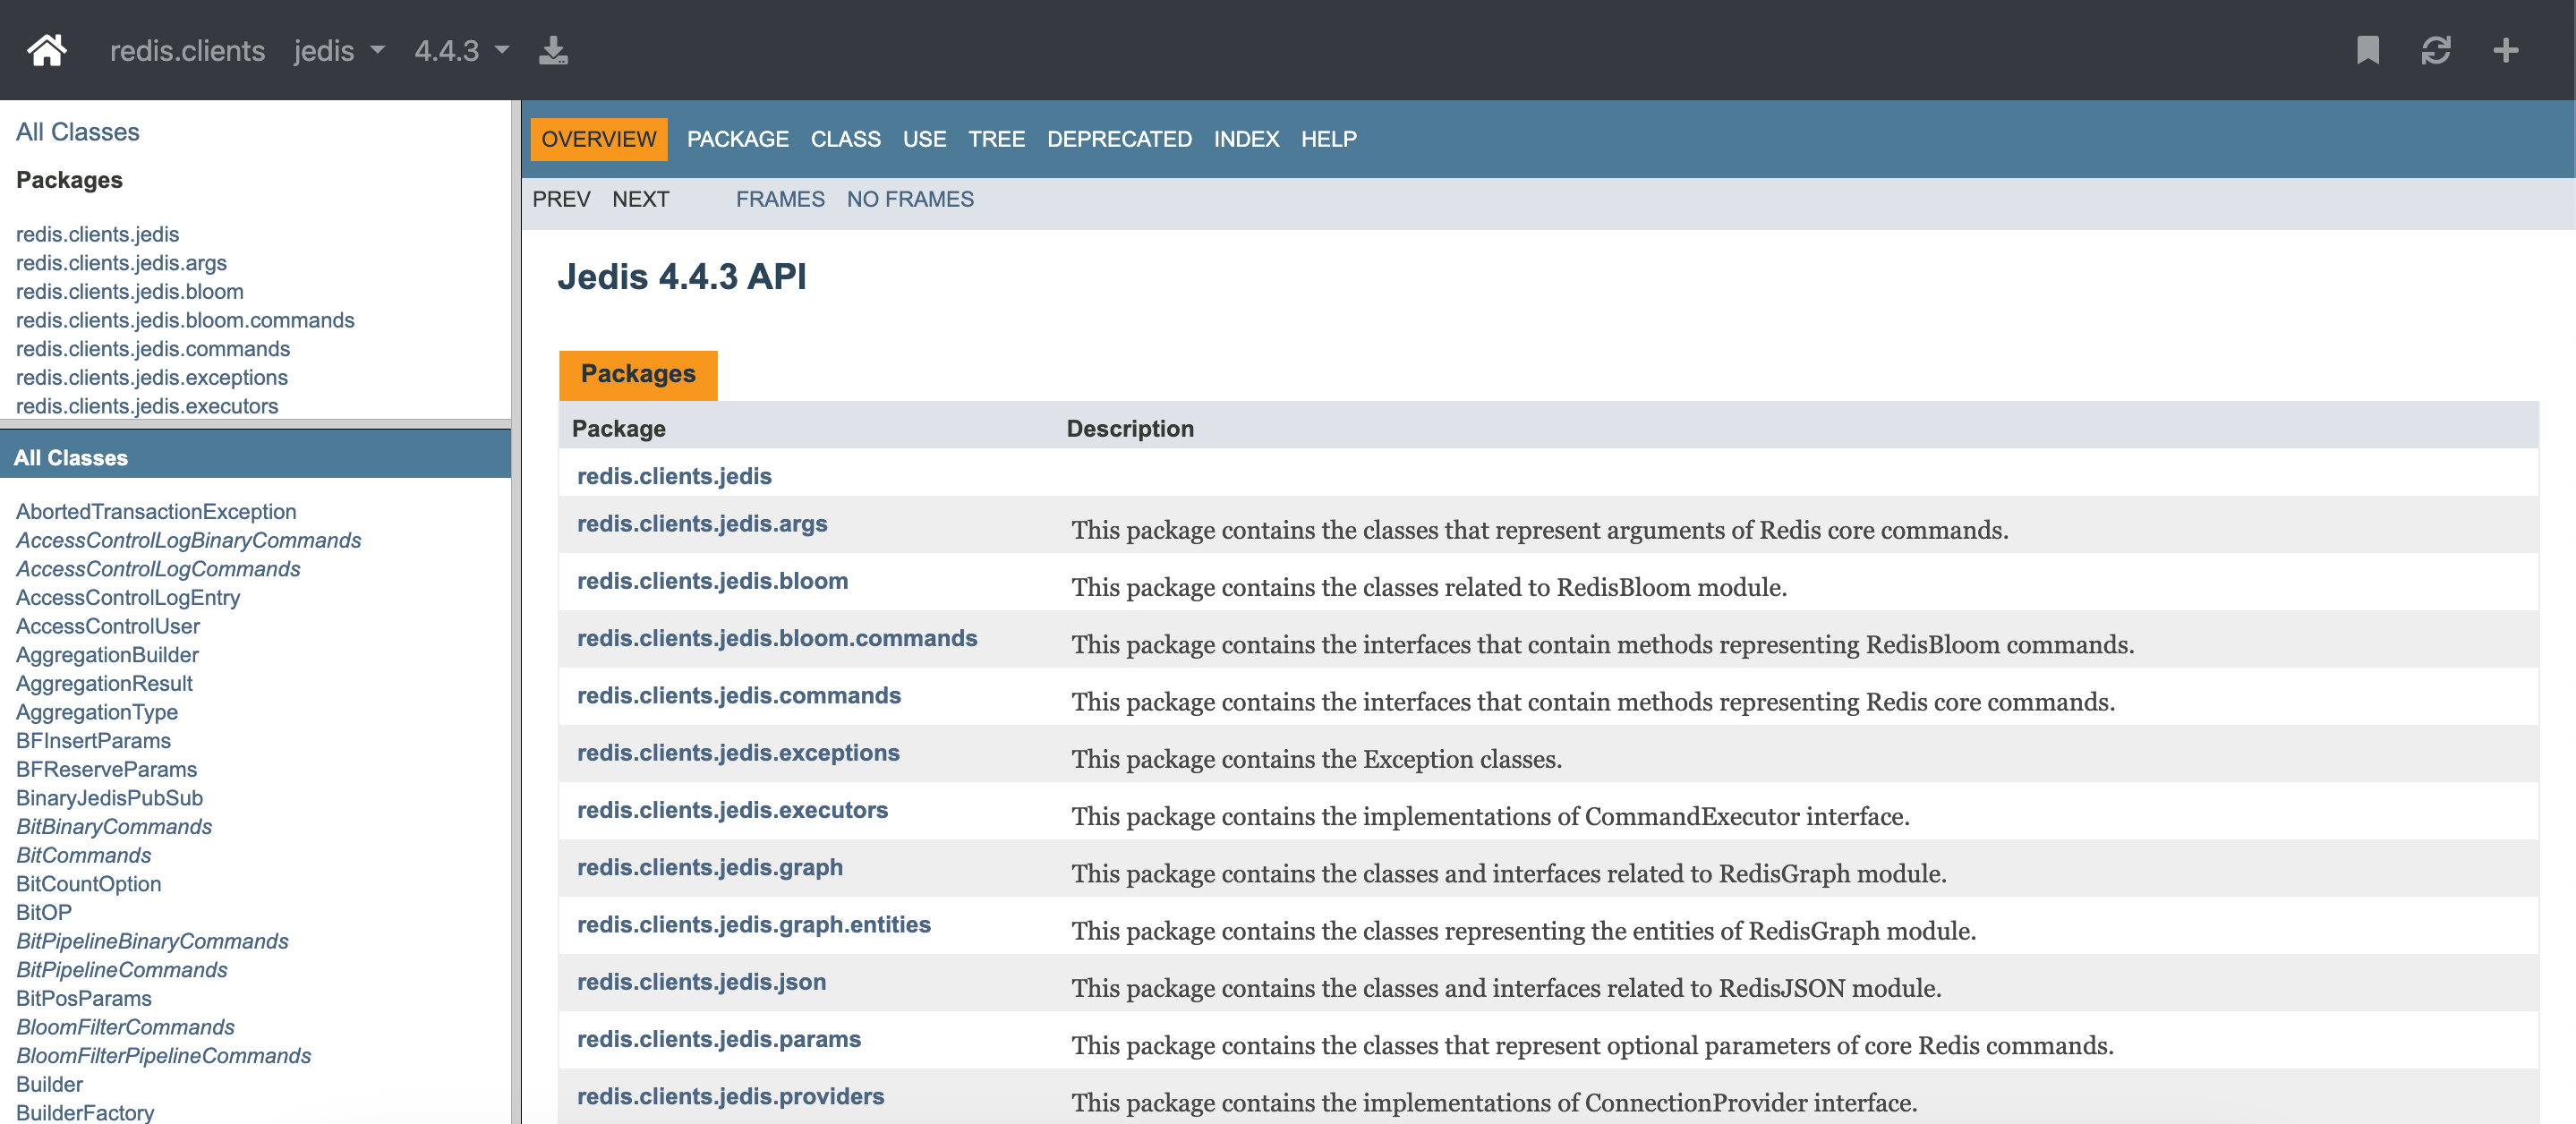 redis.clients jedis 4.4.3
All Classes
Packages
redis.clients.jedis
redis.clients.jedis.args
redis.clients.jedis.bloom
redis.clients.jedis.bloom.commands
redis.clients.jedis.commands
redis.clients.jedis.exceptions
redis.clients.jedis.executors
All Classes
AbortedTransactionException
AccessControlLogBinaryCommands
AccessControlLogCommands
AccessControlLogEntry
AccessControlUser
AggregationBuilder
AggregationResult
AggregationType
BFInsertParams
BFReserveParams
BinaryJedisPubSub
BitBinaryCommands
BitCommands
BitCountOption
BitOP
BitPipelineBinaryCommands
BitPipelineCommands
BitPosParams
BloomFilterCommands
BloomFilterPipelineCommands
Builder
BuilderFactory
OVERVIEW PACKAGE CLASS USE TREE DEPRECATED INDEX HELP
PREV NEXT FRAMES NO FRAMES
Jedis 4.4.3 API
Packages
Package Description
redis.clients.jedis
redis.clients.jedis.args This package contains the classes that represent arguments of Redis core commands.
redis.clients.jedis.bloom This package contains the classes related to RedisBloom module.
redis.clients.jedis.bloom.commands This package contains the interfaces that contain methods representing RedisBloom commands.
redis.clients.jedis.commands This package contains the interfaces that contain methods representing Redis core commands.
redis.clients.jedis.exceptions This package contains the Exception classes.
redis.clients.jedis.executors This package contains the implementations of CommandExecutor interface.
redis.clients.jedis.graph This package contains the classes and interfaces related to RedisGraph module.
redis.clients.jedis.graph.entities This package contains the classes representing the entities of RedisGraph module.
redis.clients.jedis.json This package contains the classes and interfaces related to RedisJSON module.
redis.clients.jedis.params This package contains the classes that represent optional parameters of core Redis commands.
redis.clients.jedis.providers This package contains the implementations of ConnectionProvider interface.